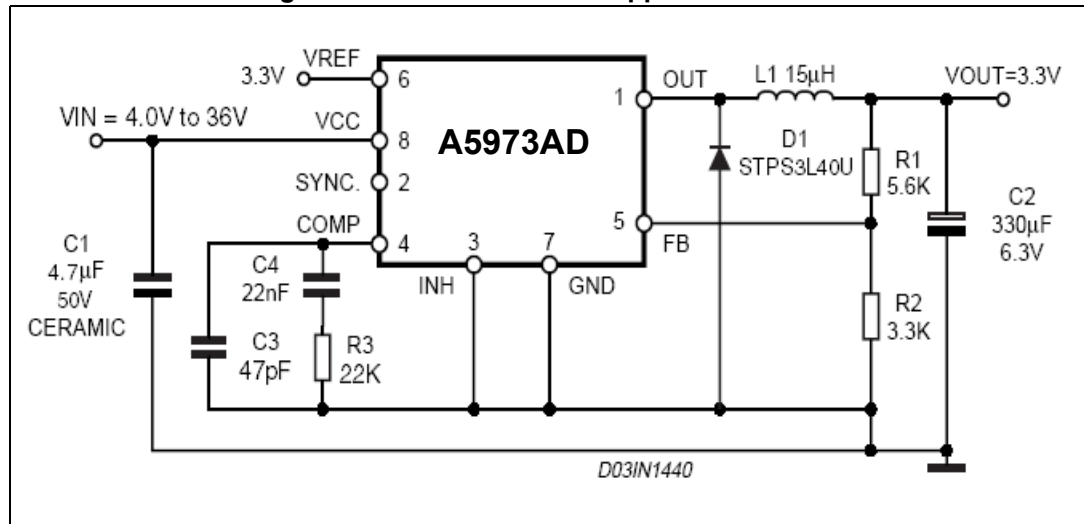 VREF
3.3V
6
OUT
L1 15µH
VOUT=3.3V
1
VIN = 4.0V to 36V
VCC
8
A5973AD
D1
STPS3L40U
R1
5.6K
SYNC.
2
COMP
4
3
7
5
FB
C2
330µF
6.3V
C1
4.7µF
50V
CERAMIC
C4
22nF
INH
GND
R2
3.3K
C3
47pF
R3
22K
D03IN1440